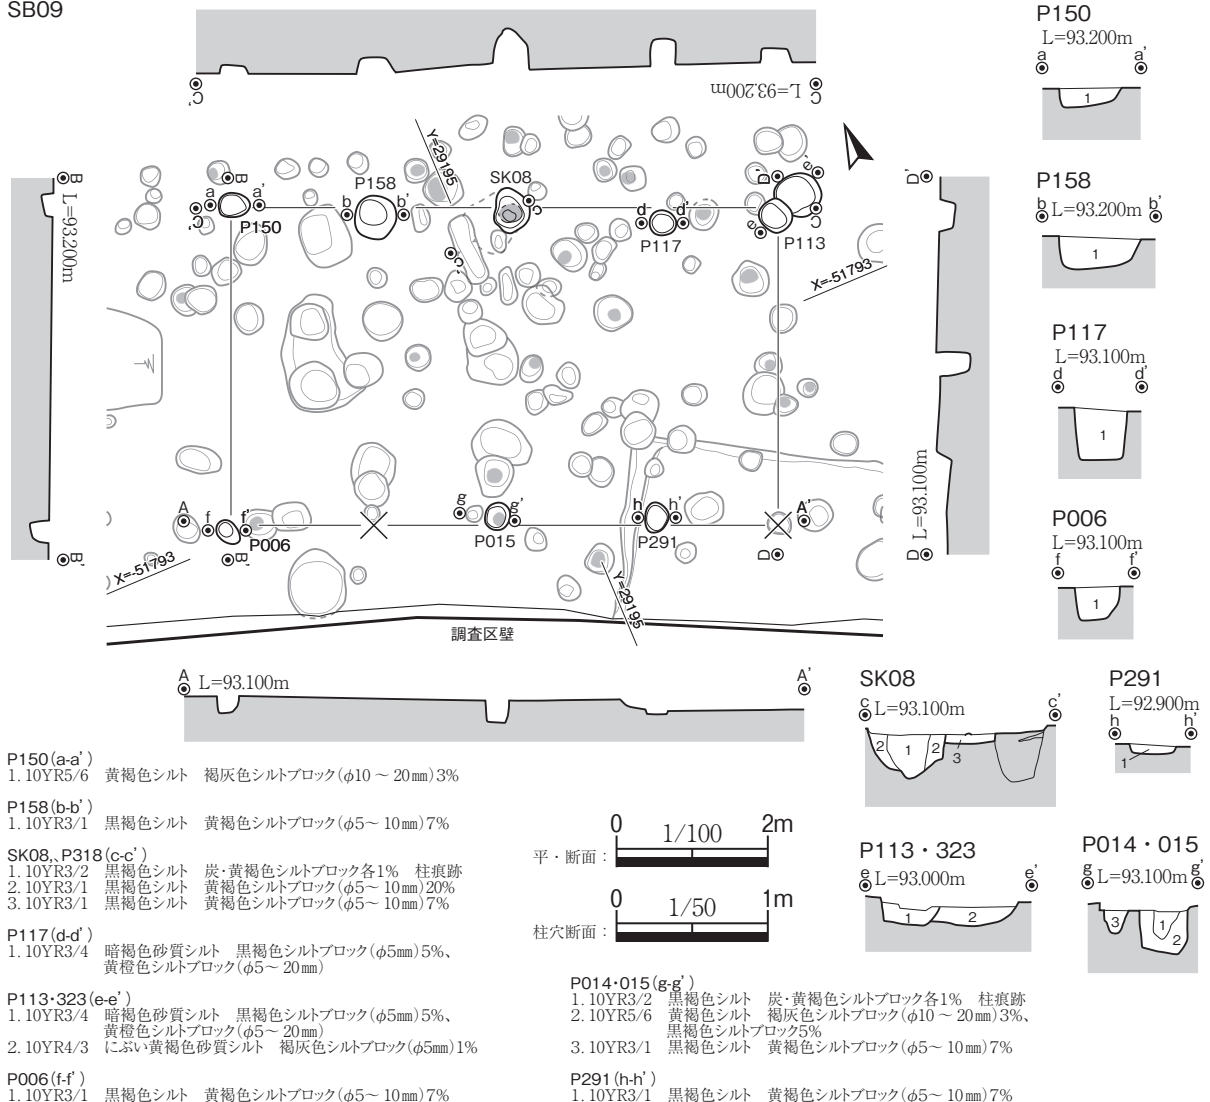 SB09
C'
L=93.200m
C
Y=29195
B
a
a'
C'
P150
P158
b
b'
SK08
c
c'
d
d'
P117
D'
e'
C
e
P113
X=-51793
B
L=93.200m
B'
D'
L=93.100m
D
A
f
f'
P006
B'
X=-51793
g
g'
P015
h
h'
P291
A'
D
Y=29195
調査区壁
A
L=93.100m
A'
P150
L=93.200m
a
a'
1
P158
b
L=93.200m
b'
1
P117
L=93.100m
d
d'
1
P006
L=93.100m
f
f'
1
SK08
c
L=93.100m
c'
2
1
2
3
P291
L=92.900m
h
h'
1
P113・323
e
L=93.000m
e'
1
2
P014・015
g
L=93.100m
g'
3
1
2
0
1/100
2m
平・断面：
0
1/50
1m
柱穴断面：
P150(a-a')
1. 10YR5/6 黄褐色シルト 褐灰色シルトブロック(φ10～20㎜)3%
P158(b-b')
1. 10YR3/1 黒褐色シルト 黄褐色シルトブロック(φ5～10㎜)7%
SK08,、P318(c-c')
1. 10YR3/2 黒褐色シルト 炭・黄褐色シルトブロック各1% 柱痕跡
2. 10YR3/1 黒褐色シルト 黄褐色シルトブロック(φ5～10㎜)20%
3. 10YR3/1 黒褐色シルト 黄褐色シルトブロック(φ5～10㎜)7%
P117(d-d')
1. 10YR3/4 暗褐色砂質シルト 黒褐色シルトブロック(φ5㎜)5%、
黄橙色シルトブロック(φ5～20㎜)
P113・323(e-e')
1. 10YR3/4 暗褐色砂質シルト 黒褐色シルトブロック(φ5㎜)5%、
黄橙色シルトブロック(φ5～20㎜)
2. 10YR4/3 にぶい黄褐色砂質シルト 褐灰色シルトブロック(φ5㎜)1%
P006(f-f')
1. 10YR3/1 黒褐色シルト 黄褐色シルトブロック(φ5～10㎜)7%
P014・015(g-g')
1. 10YR3/2 黒褐色シルト 炭・黄褐色シルトブロック各1% 柱痕跡
2. 10YR5/6 黄褐色シルト 褐灰色シルトブロック(φ10～20㎜)3%、
黒褐色シルトブロック5%
3. 10YR3/1 黒褐色シルト 黄褐色シルトブロック(φ5～10㎜)7%
P291(h-h')
1. 10YR3/1 黒褐色シルト 黄褐色シルトブロック(φ5～10㎜)7%